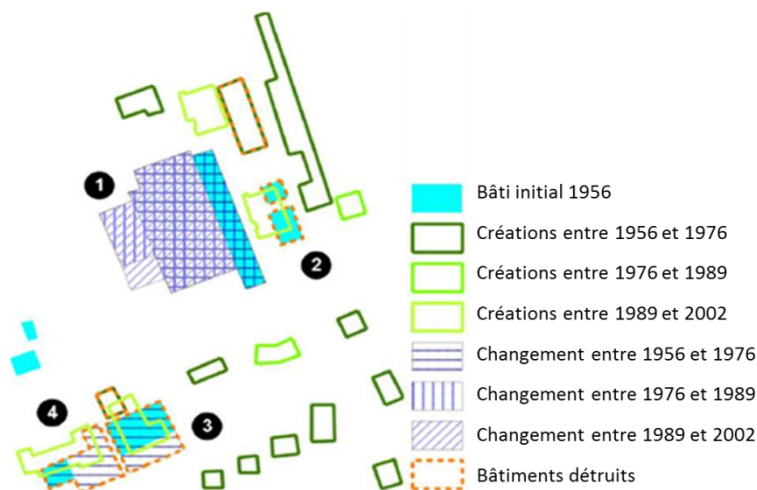 1
2
3
4
Bâti initial 1956
Créations entre 1956 et 1976
Créations entre 1976 et 1989
Créations entre 1989 et 2002
Changement entre 1956 et 1976
Changement entre 1976 et 1989
Changement entre 1989 et 2002
Bâtiments détruits